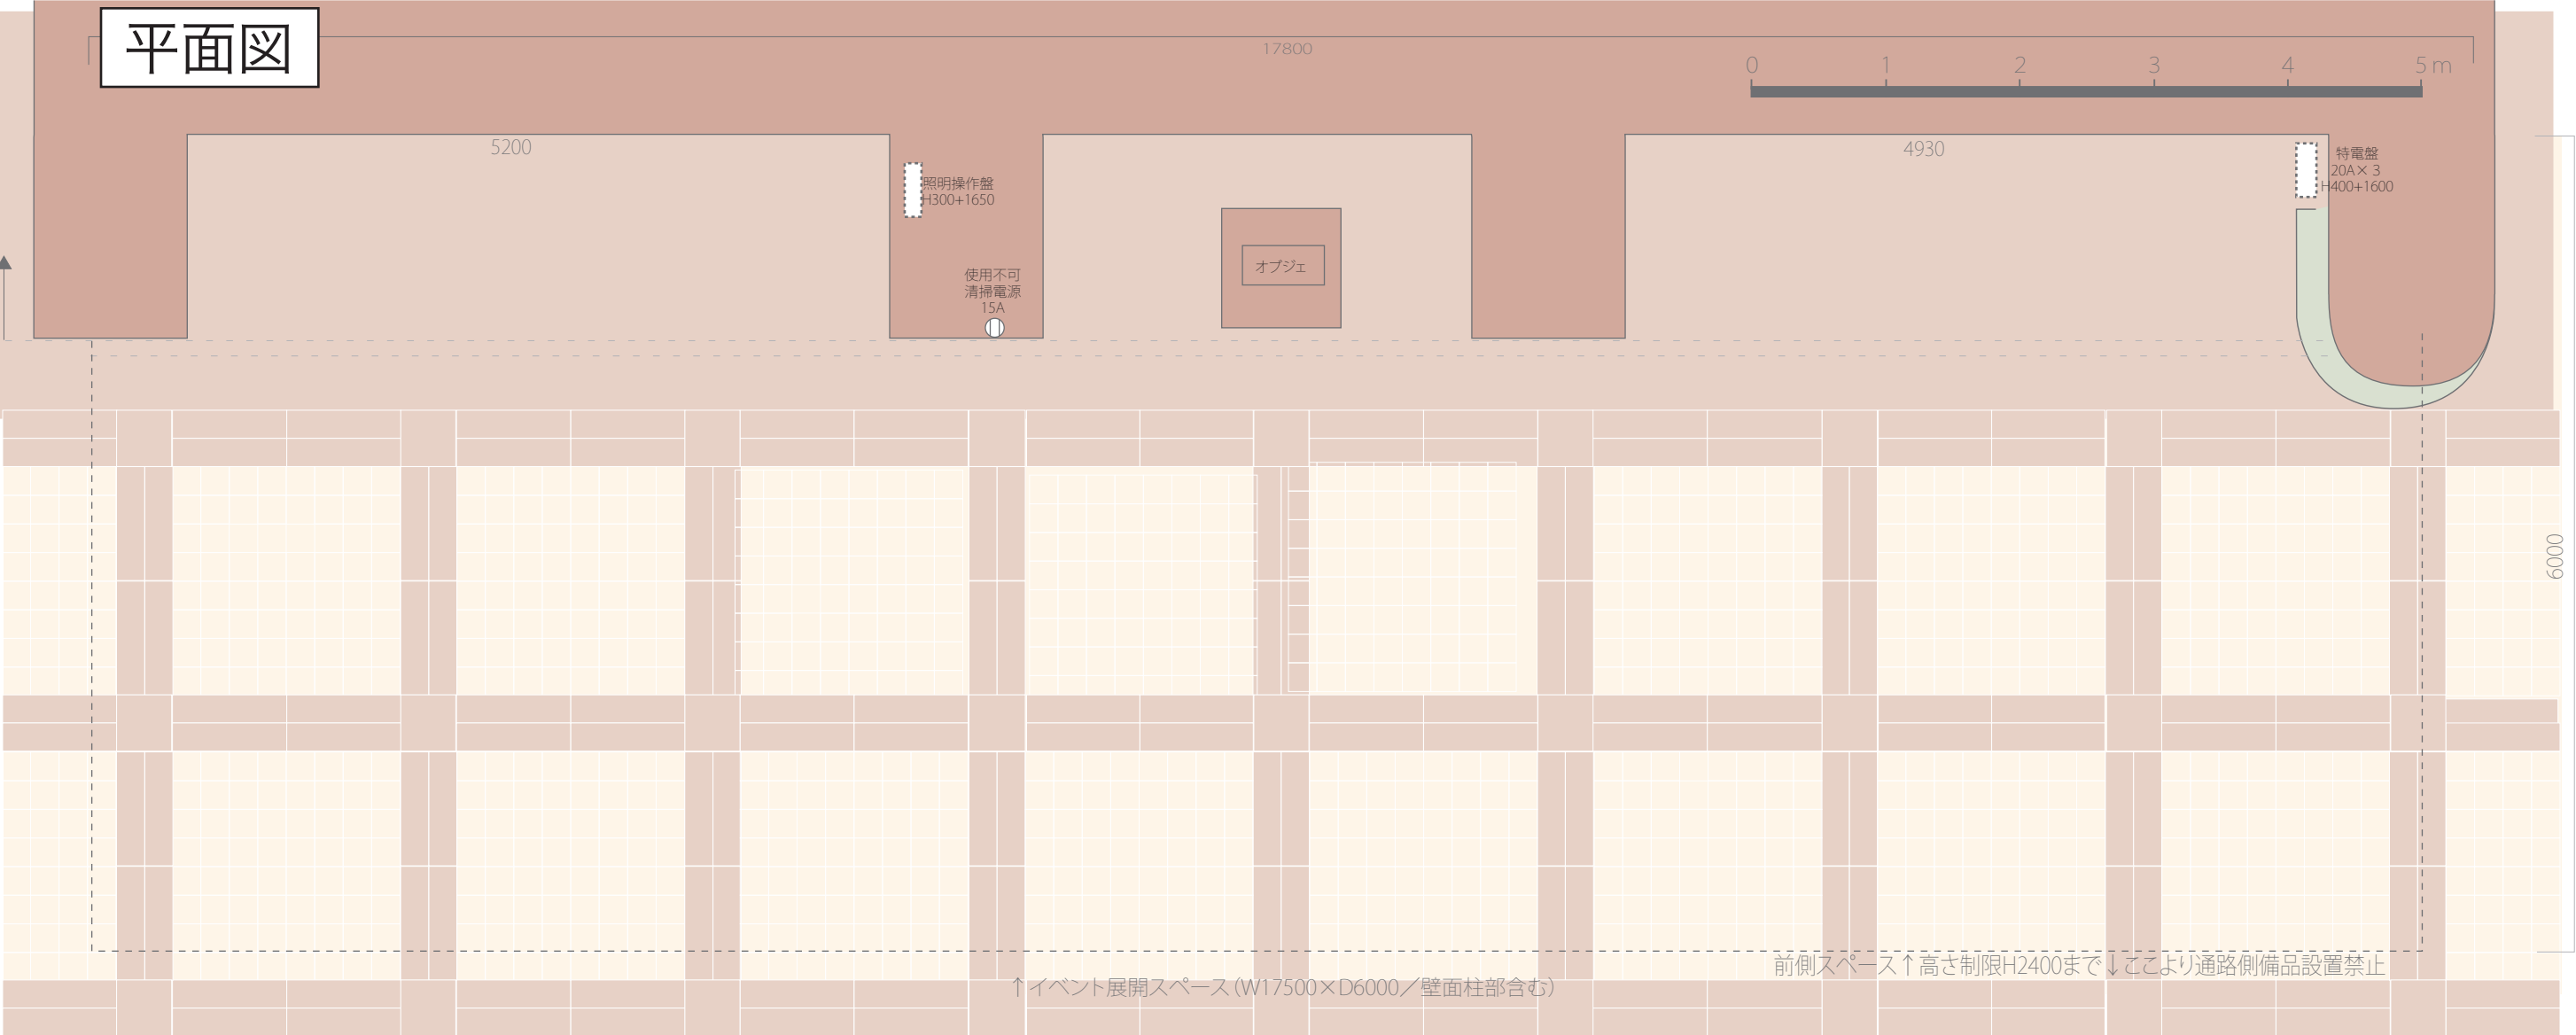 平面図
17800
0 1 2 3 4 5 m
5200
4930
照明操作盤
H300+1650
特電盤
20A×3
H400+1600
オブジェ
使用不可
清掃電源
15A
6000
前側スペース↑高さ制限H2400まで↓ここより通路側備品設置禁止
↑イベント展開スペース（W17500×D6000／壁面柱部含む）